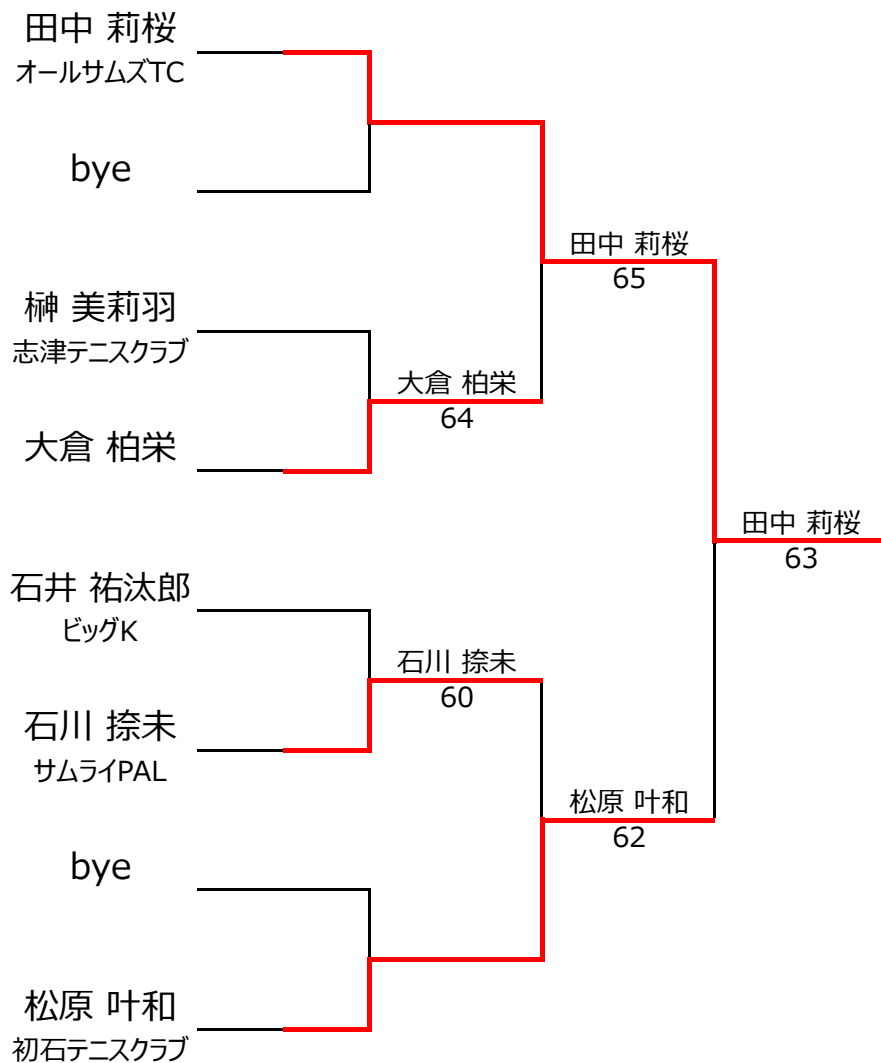 田中 莉桜
オールサムズTC
bye
田中 莉桜
65
榊 美莉羽
志津テニスクラブ
大倉 柏栄
64
大倉 柏栄
田中 莉桜
63
石井 祐汰郎
ビッグK
石川 捺未
60
石川 捺未
サムライPAL
松原 叶和
62
bye
松原 叶和
初石テニスクラブ